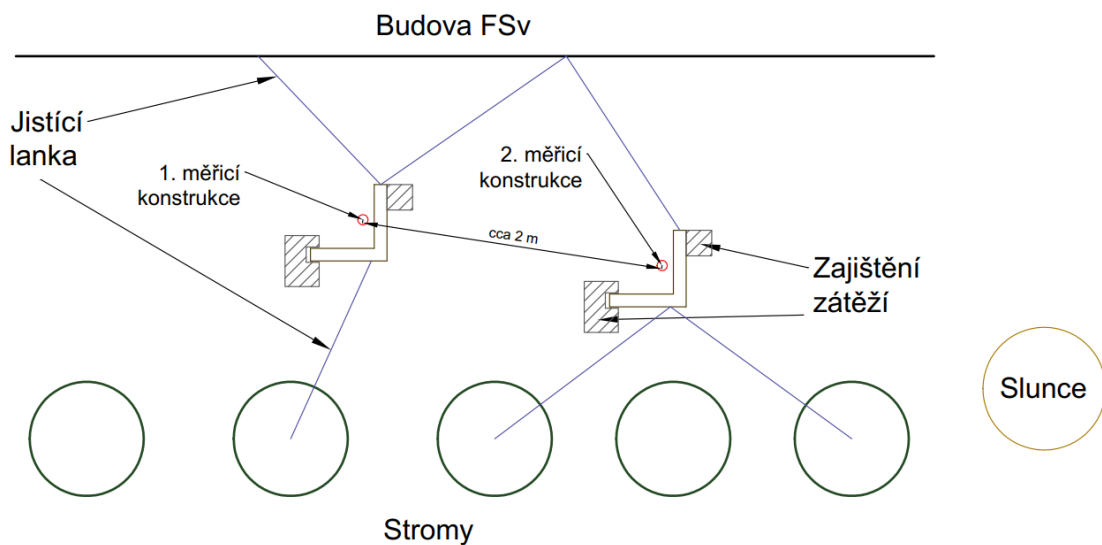 Budova FSv
Jistící
lanka
1. měřicí
konstrukce
2. měřicí
konstrukce
cca 2 m
Zajištění
zátěží
Slunce
Stromy